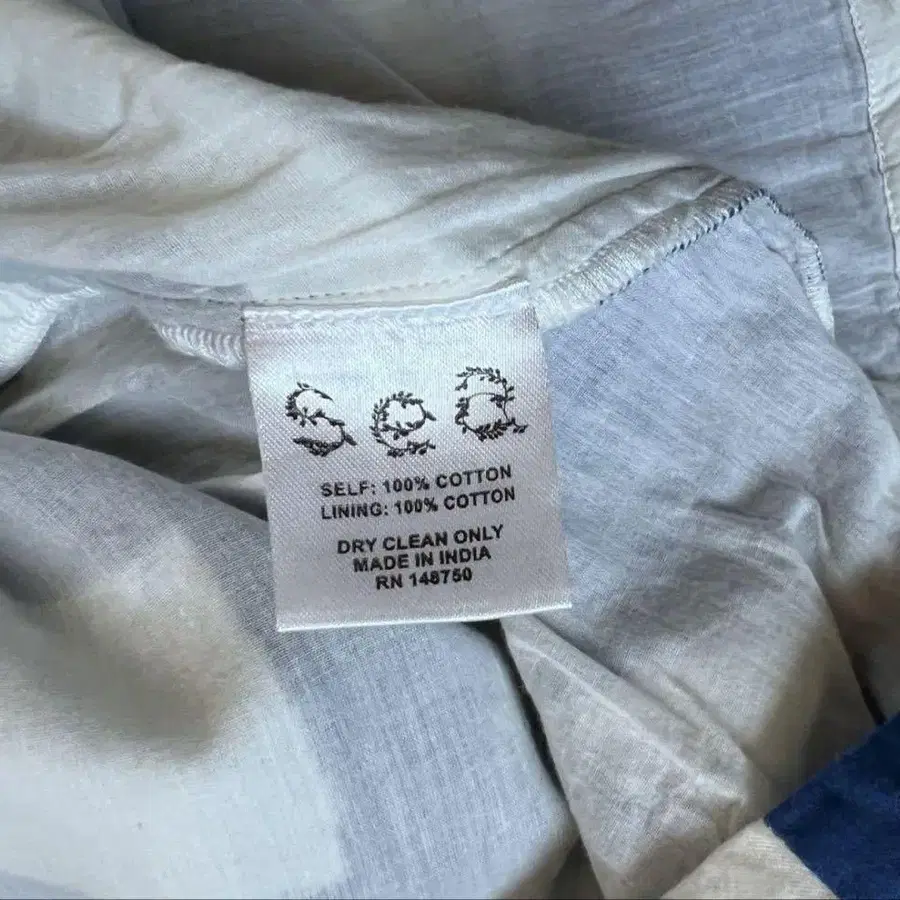 Sea
SELF: 100% COTTON
LINING: 100% COTTON
DRY CLEAN ONLY
MADE IN INDIA
RN 148750